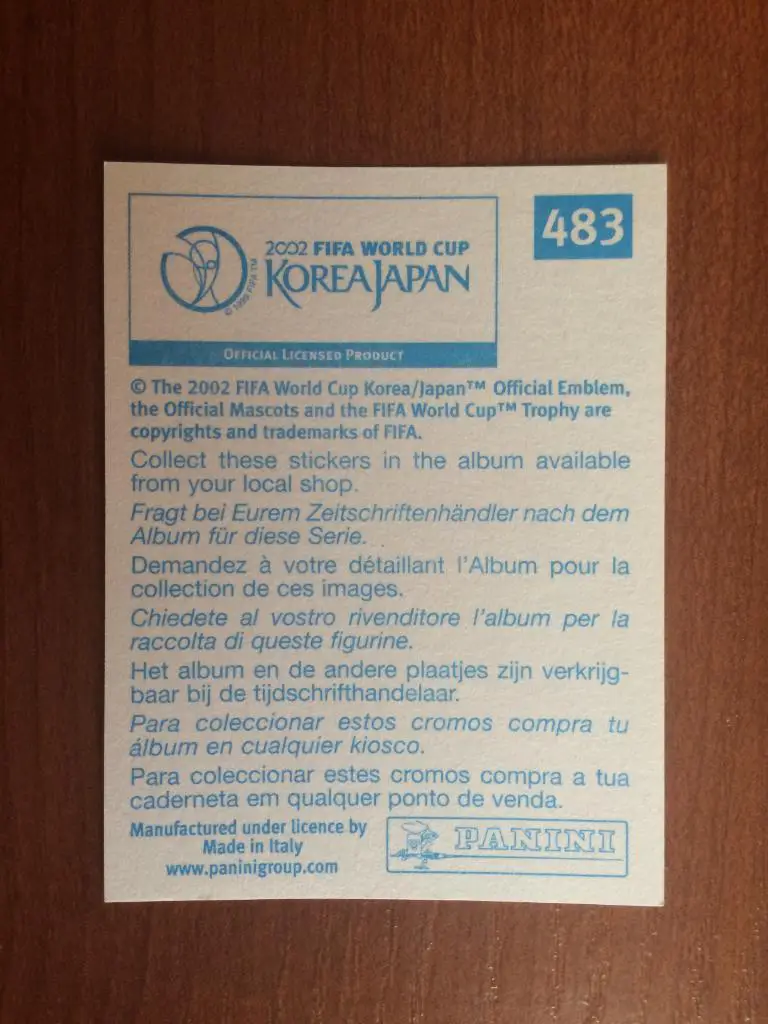 483
2002 FIFA WORLD CUP
KOREAJAPAN
© 1999 FIFA TM
OFFICIAL LICENSED PRODUCT
© The 2002 FIFA World Cup Korea/Japan™ Official Emblem,
the Official Mascots and the FIFA World Cup™ Trophy are
copyrights and trademarks of FIFA.
Collect these stickers in the album available
from your local shop.
Fragt bei Eurem Zeitschriftenhändler nach dem
Album für diese Serie.
Demandez à votre détaillant l'Album pour la
collection de ces images.
Chiedete al vostro rivenditore l'album per la
raccolta di queste figurine.
Het album en de andere plaatjes zijn verkrijg-
baar bij de tijdschrifthandelaar.
Para coleccionar estos cromos compra tu
álbum en cualquier kiosco.
Para coleccionar estes cromos compra a tua
caderneta em qualquer ponto de venda.
Manufactured under licence by
Made in Italy
www.paninigroup.com
PANINI